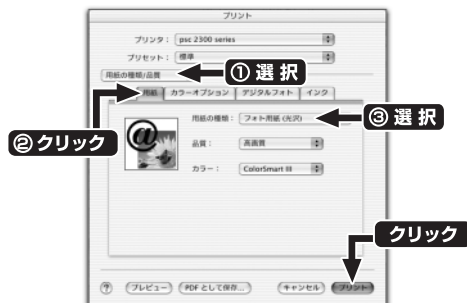 プリント
プリンタ： psc 2300 series
プリセット： 標準
用紙の種類/品質
① 選択
用紙 カラーオプション デジタルフォト インク
② クリック
用紙の種類： フォト用紙 (光沢)
③ 選択
品質： 高画質
カラー： ColorSmart III
クリック
? プレビュー PDF として保存... キャンセル プリント